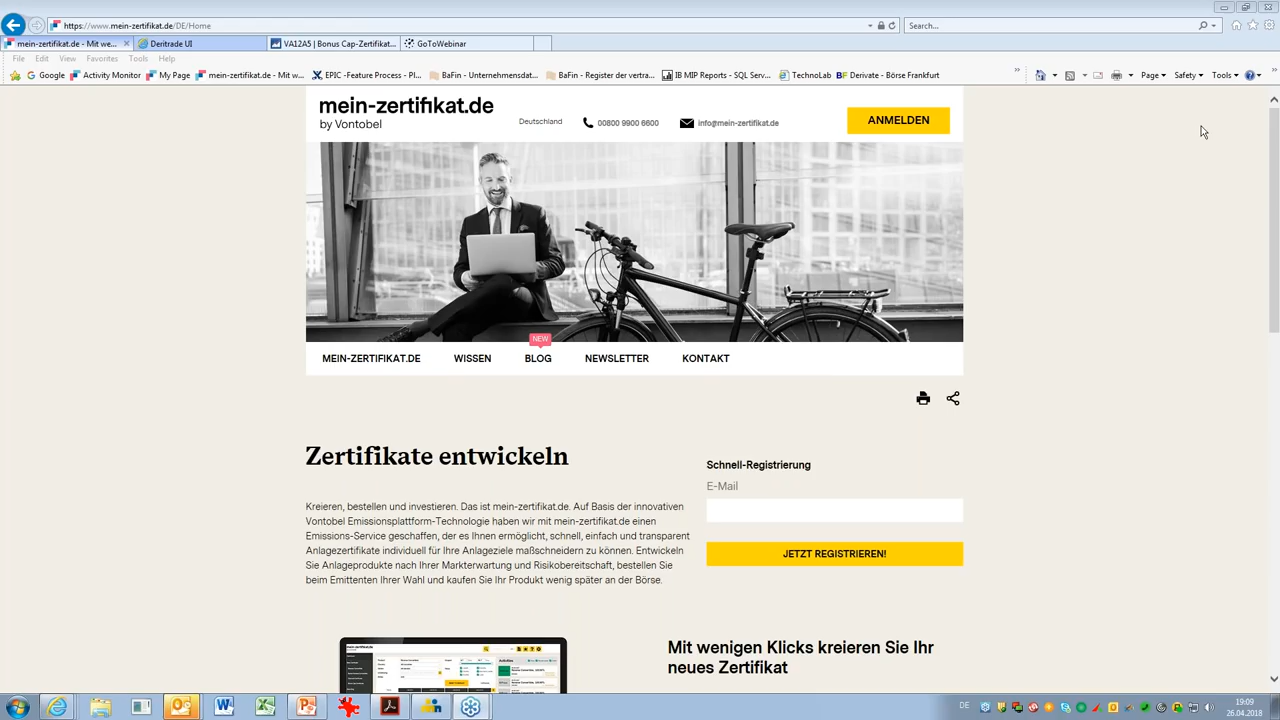 https://www.mein-zertifikat.de/DE/Home
Search...
mein-zertifikat.de - Mit we...
Deritrade UI
VA12A5 | Bonus Cap-Zertifikat...
GoToWebinar
File Edit View Favorites Tools Help
Google
Activity Monitor
My Page
mein-zertifikat.de - Mit w...
EPIC -Feature Process - Pl...
BaFin - Unternehmensdat...
BaFin - Register der vertra...
IB MIP Reports - SQL Serv...
TechnoLab
BF Derivate - Börse Frankfurt
Page
Safety
Tools
mein-zertifikat.de
by Vontobel
Deutschland
00800 9900 6600
info@mein-zertifikat.de
ANMELDEN
NEW
MEIN-ZERTIFIKAT.DE WISSEN BLOG NEWSLETTER KONTAKT
Zertifikate entwickeln
Kreieren, bestellen und investieren. Das ist mein-zertifikat.de. Auf Basis der innovativen
Vontobel Emissionsplattform-Technologie haben wir mit mein-zertifikat.de einen
Emissions-Service geschaffen, der es Ihnen ermöglicht, schnell, einfach und transparent
Anlagezertifikate individuell für Ihre Anlageziele maßschneidern zu können. Entwickeln
Sie Anlageprodukte nach Ihrer Markterwartung und Risikobereitschaft, bestellen Sie
beim Emittenten Ihrer Wahl und kaufen Sie Ihr Produkt wenig später an der Börse.
Schnell-Registrierung
E-Mail
JETZT REGISTRIEREN!
mein-zertifikat.de
Mit wenigen Klicks kreieren Sie Ihr
neues Zertifikat
DE
19:09
26.04.2018